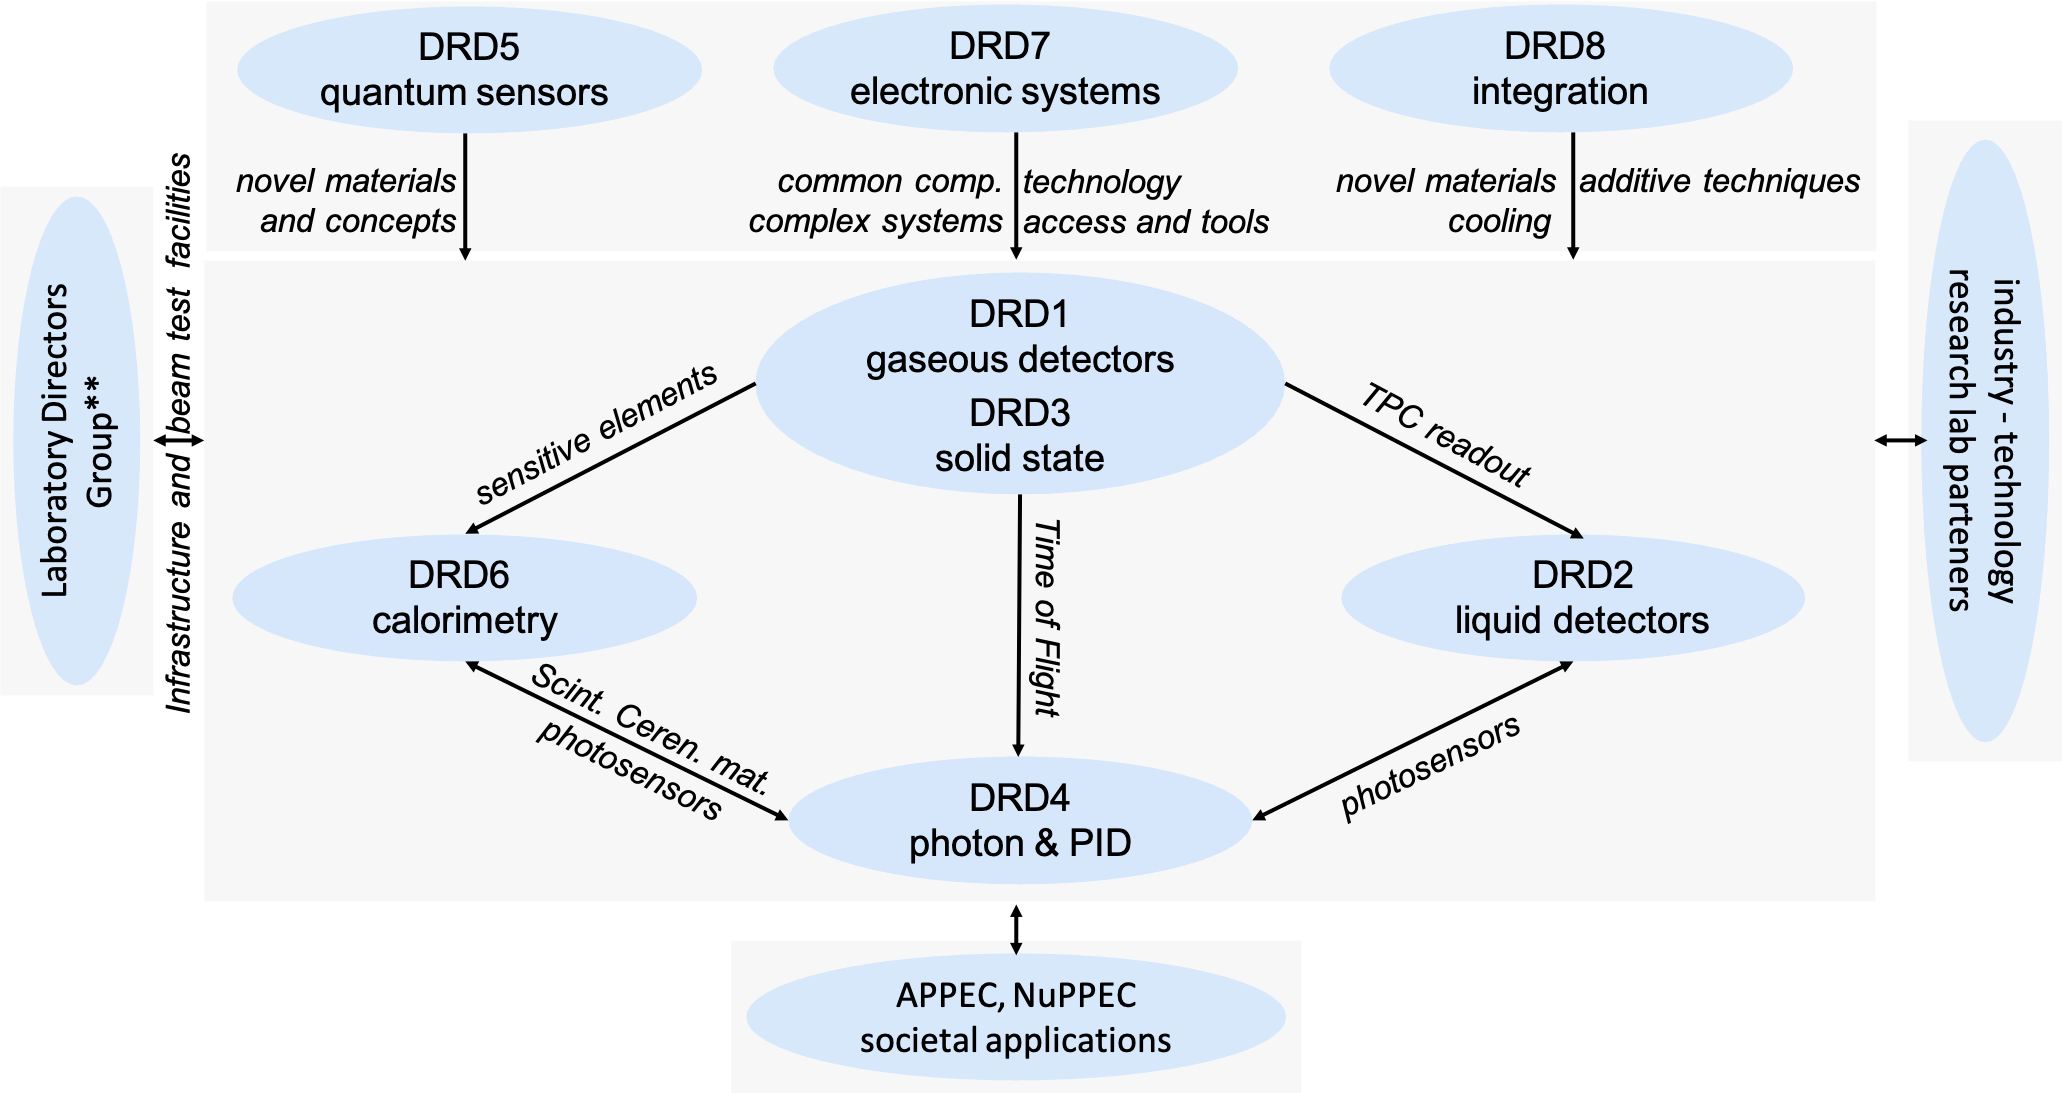 DRD5
quantum sensors
DRD7
electronic systems
DRD8
integration
novel materials
and concepts
common comp.
complex systems
technology
access and tools
novel materials
cooling
additive techniques
Laboratory Directors
Group**
Infrastructure and beam test facilities
industry - technology
research lab parteners
DRD1
gaseous detectors
DRD3
solid state
sensitive elements
TPC readout
Time of Flight
DRD6
calorimetry
DRD2
liquid detectors
Scint. Ceren. mat.
photosensors
photosensors
DRD4
photon & PID
APPEC, NuPPEC
societal applications